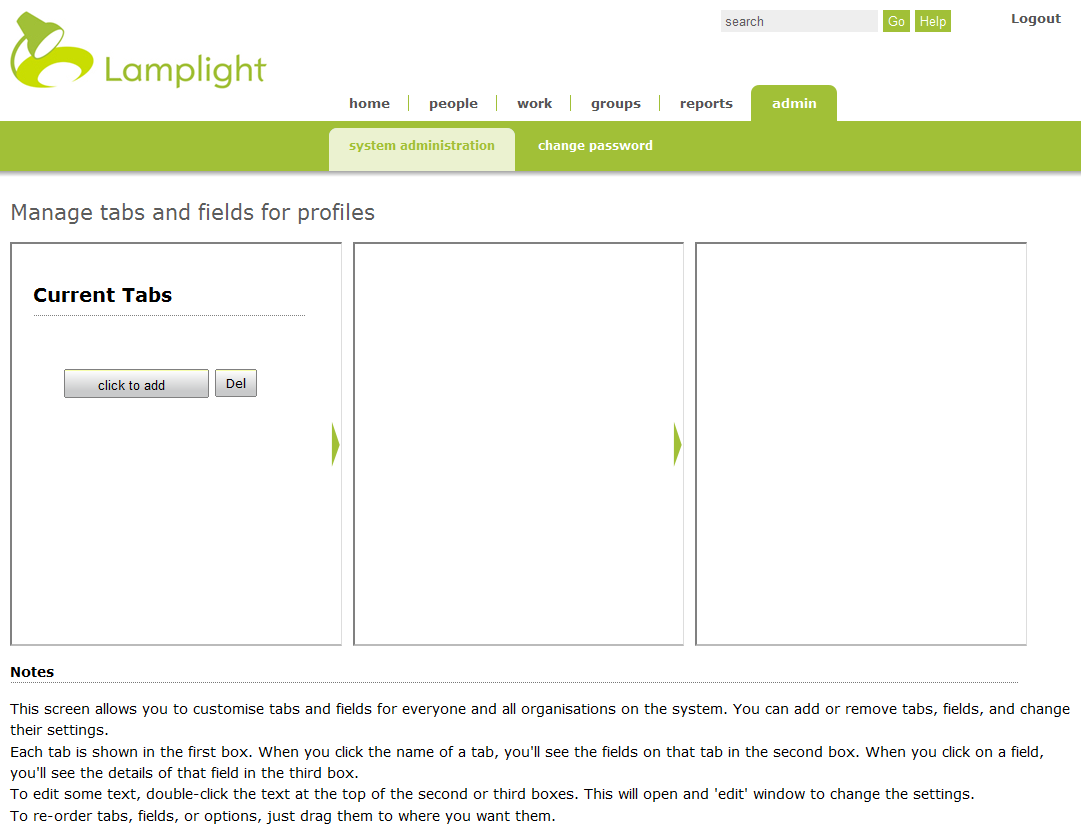 search Go Help Logout
Lamplight
home people work groups reports admin
system administration change password
Manage tabs and fields for profiles
Current Tabs
click to add Del
Notes
This screen allows you to customise tabs and fields for everyone and all organisations on the system. You can add or remove tabs, fields, and change
their settings.
Each tab is shown in the first box. When you click the name of a tab, you'll see the fields on that tab in the second box. When you click on a field,
you'll see the details of that field in the third box.
To edit some text, double-click the text at the top of the second or third boxes. This will open and 'edit' window to change the settings.
To re-order tabs, fields, or options, just drag them to where you want them.